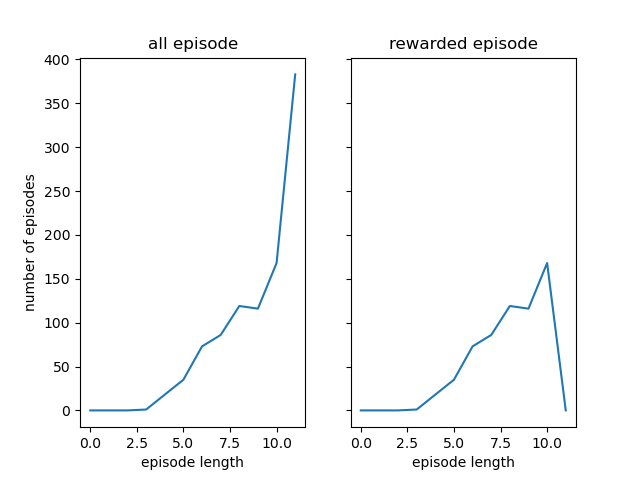 all episode
rewarded episode
400
350
300
250
200
150
100
50
0
number of episodes
0.0 2.5 5.0 7.5 10.0
0.0 2.5 5.0 7.5 10.0
episode length
episode length